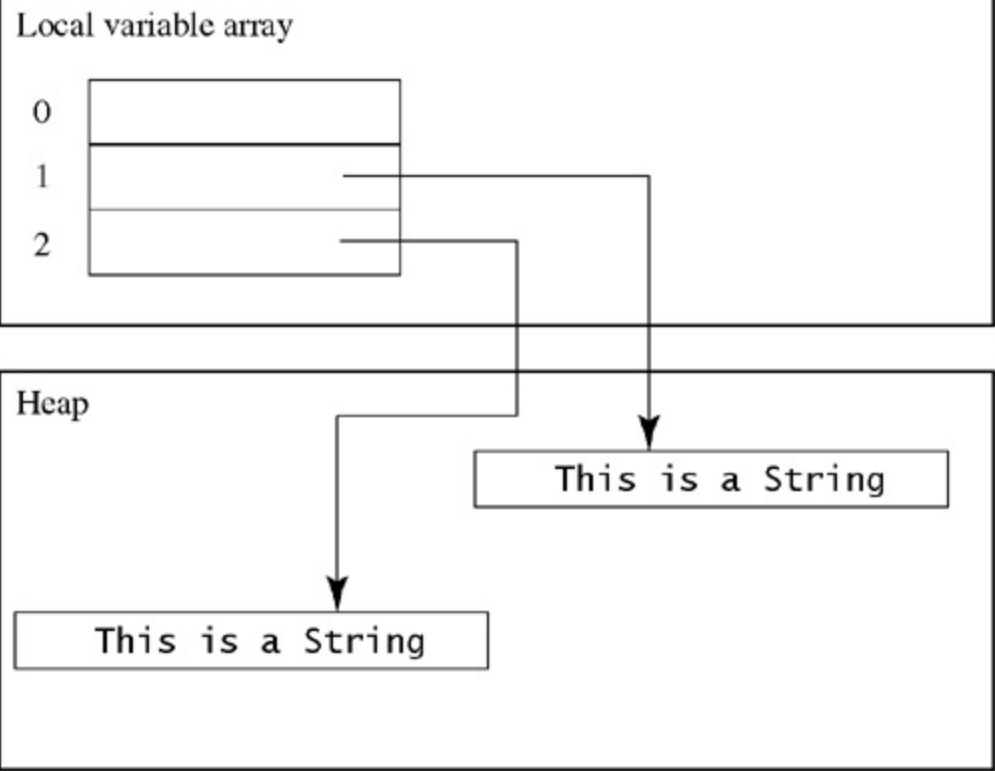 Local variable array
0
1
2
Heap
This is a String
This is a String